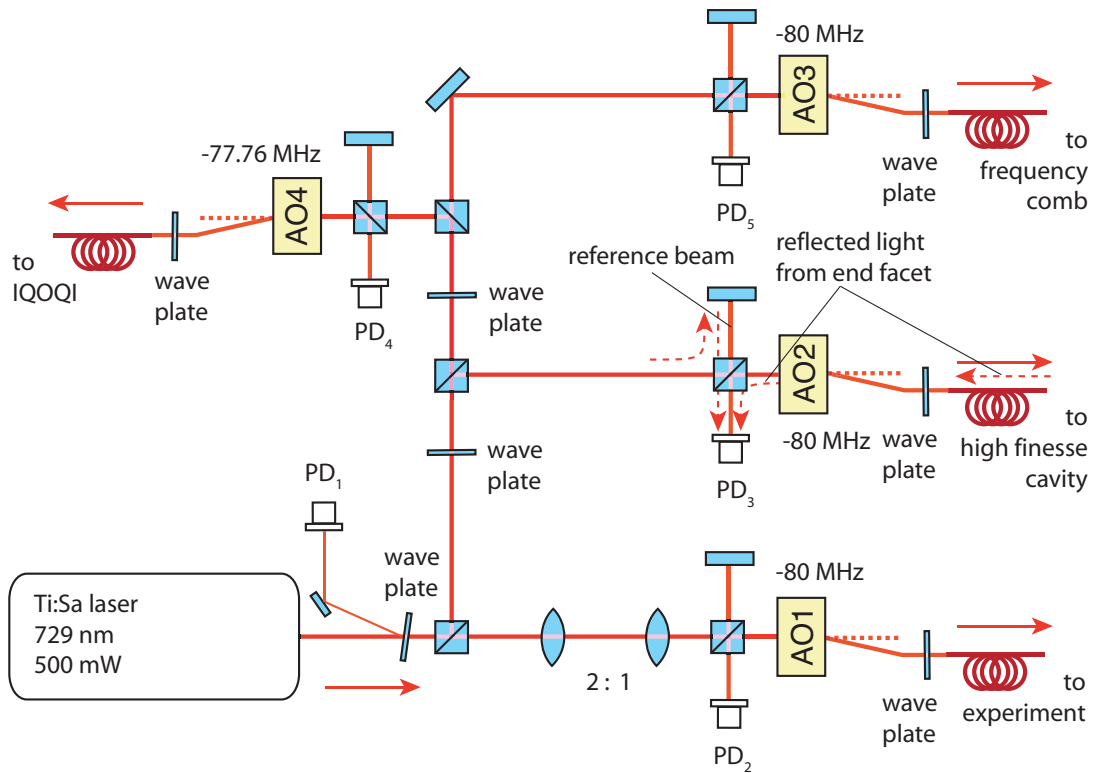 -80 MHz
AO3
wave
plate
to
frequency
comb
PD5
-77.76 MHz
AO4
wave
plate
to
IQOQI
PD4
wave
plate
reference beam
reflected light
from end facet
AO2
-80 MHz
wave
plate
to
high finesse
cavity
PD3
wave
plate
PD1
wave
plate
Ti:Sa laser
729 nm
500 mW
2 : 1
-80 MHz
AO1
wave
plate
to
experiment
PD2